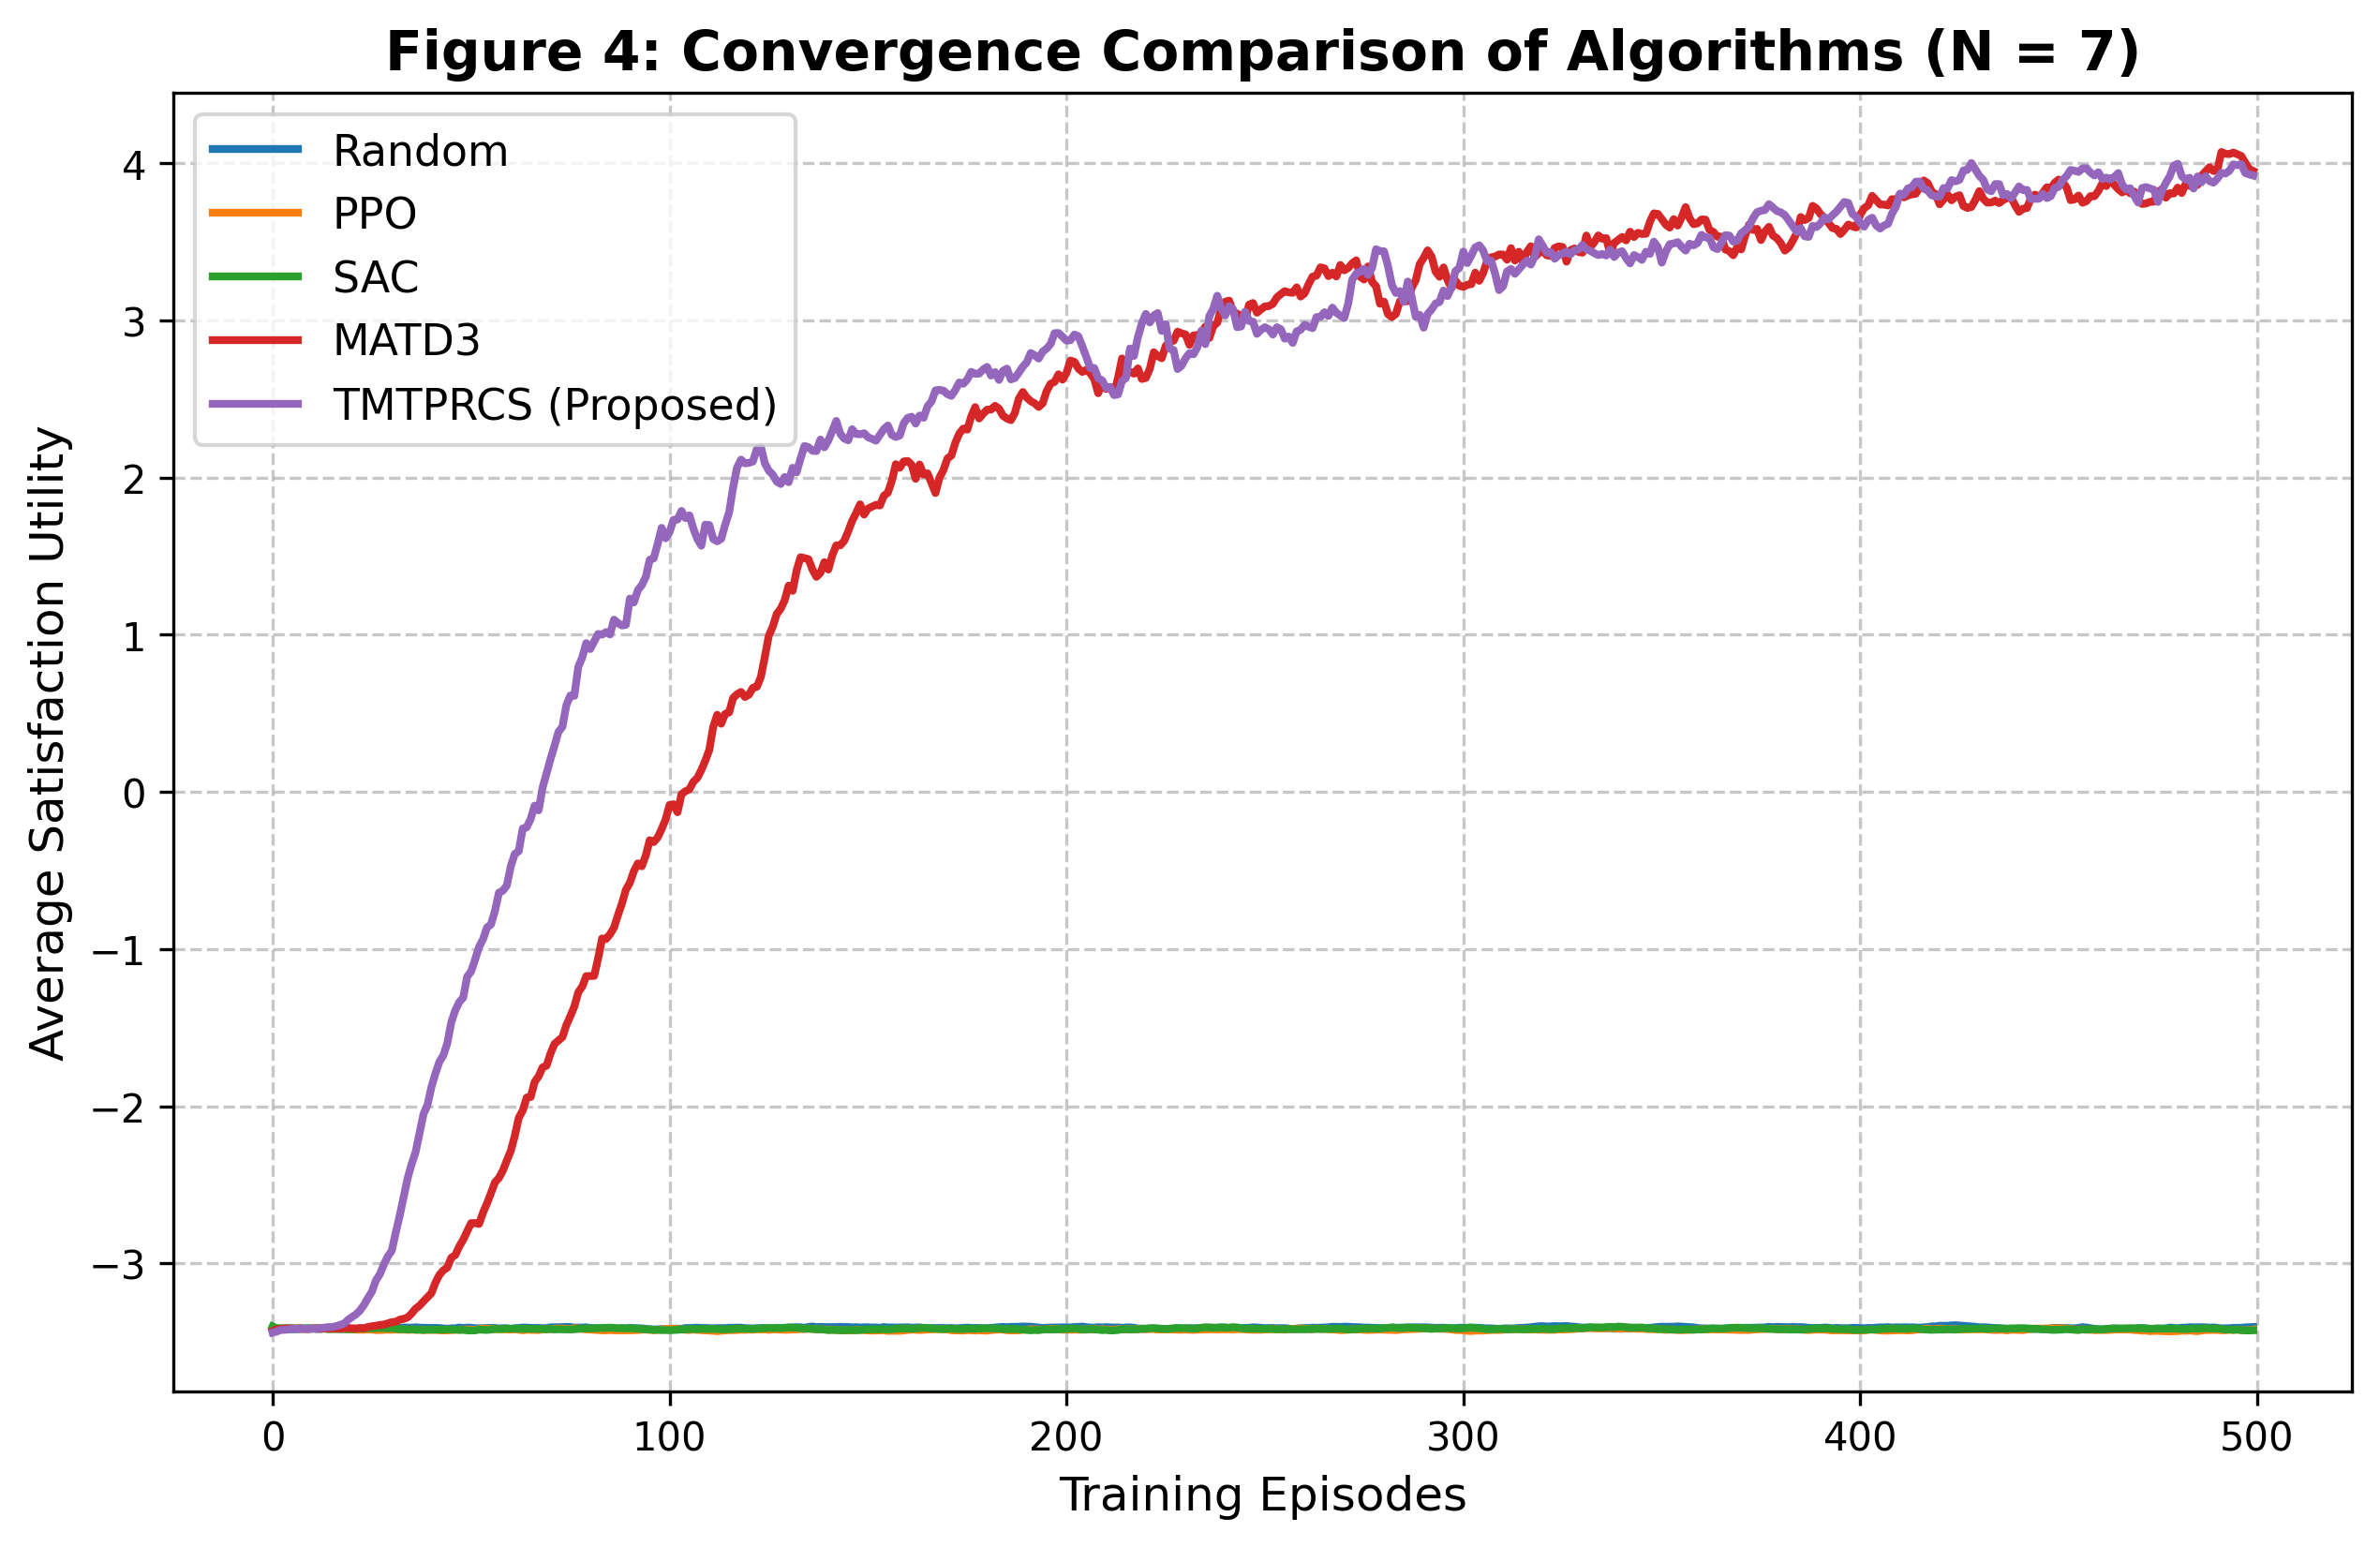 Figure 4: Convergence Comparison of Algorithms (N = 7)
Random
PPO
SAC
MATD3
TMTPRCS (Proposed)
Average Satisfaction Utility
4
3
2
1
0
−1
−2
−3
0 100 200 300 400 500
Training Episodes